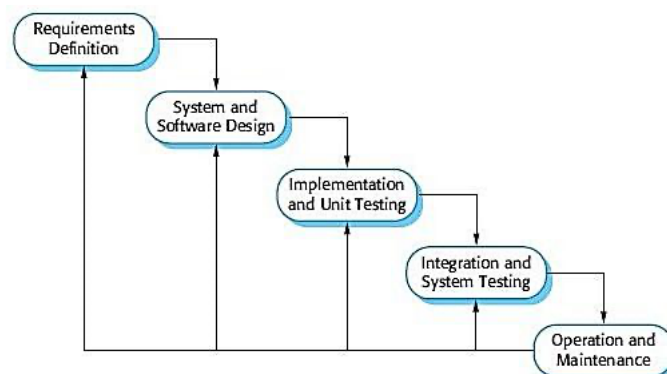 Requirements
Definition
System and
Software Design
Implementation
and Unit Testing
Integration and
System Testing
Operation and
Maintenance